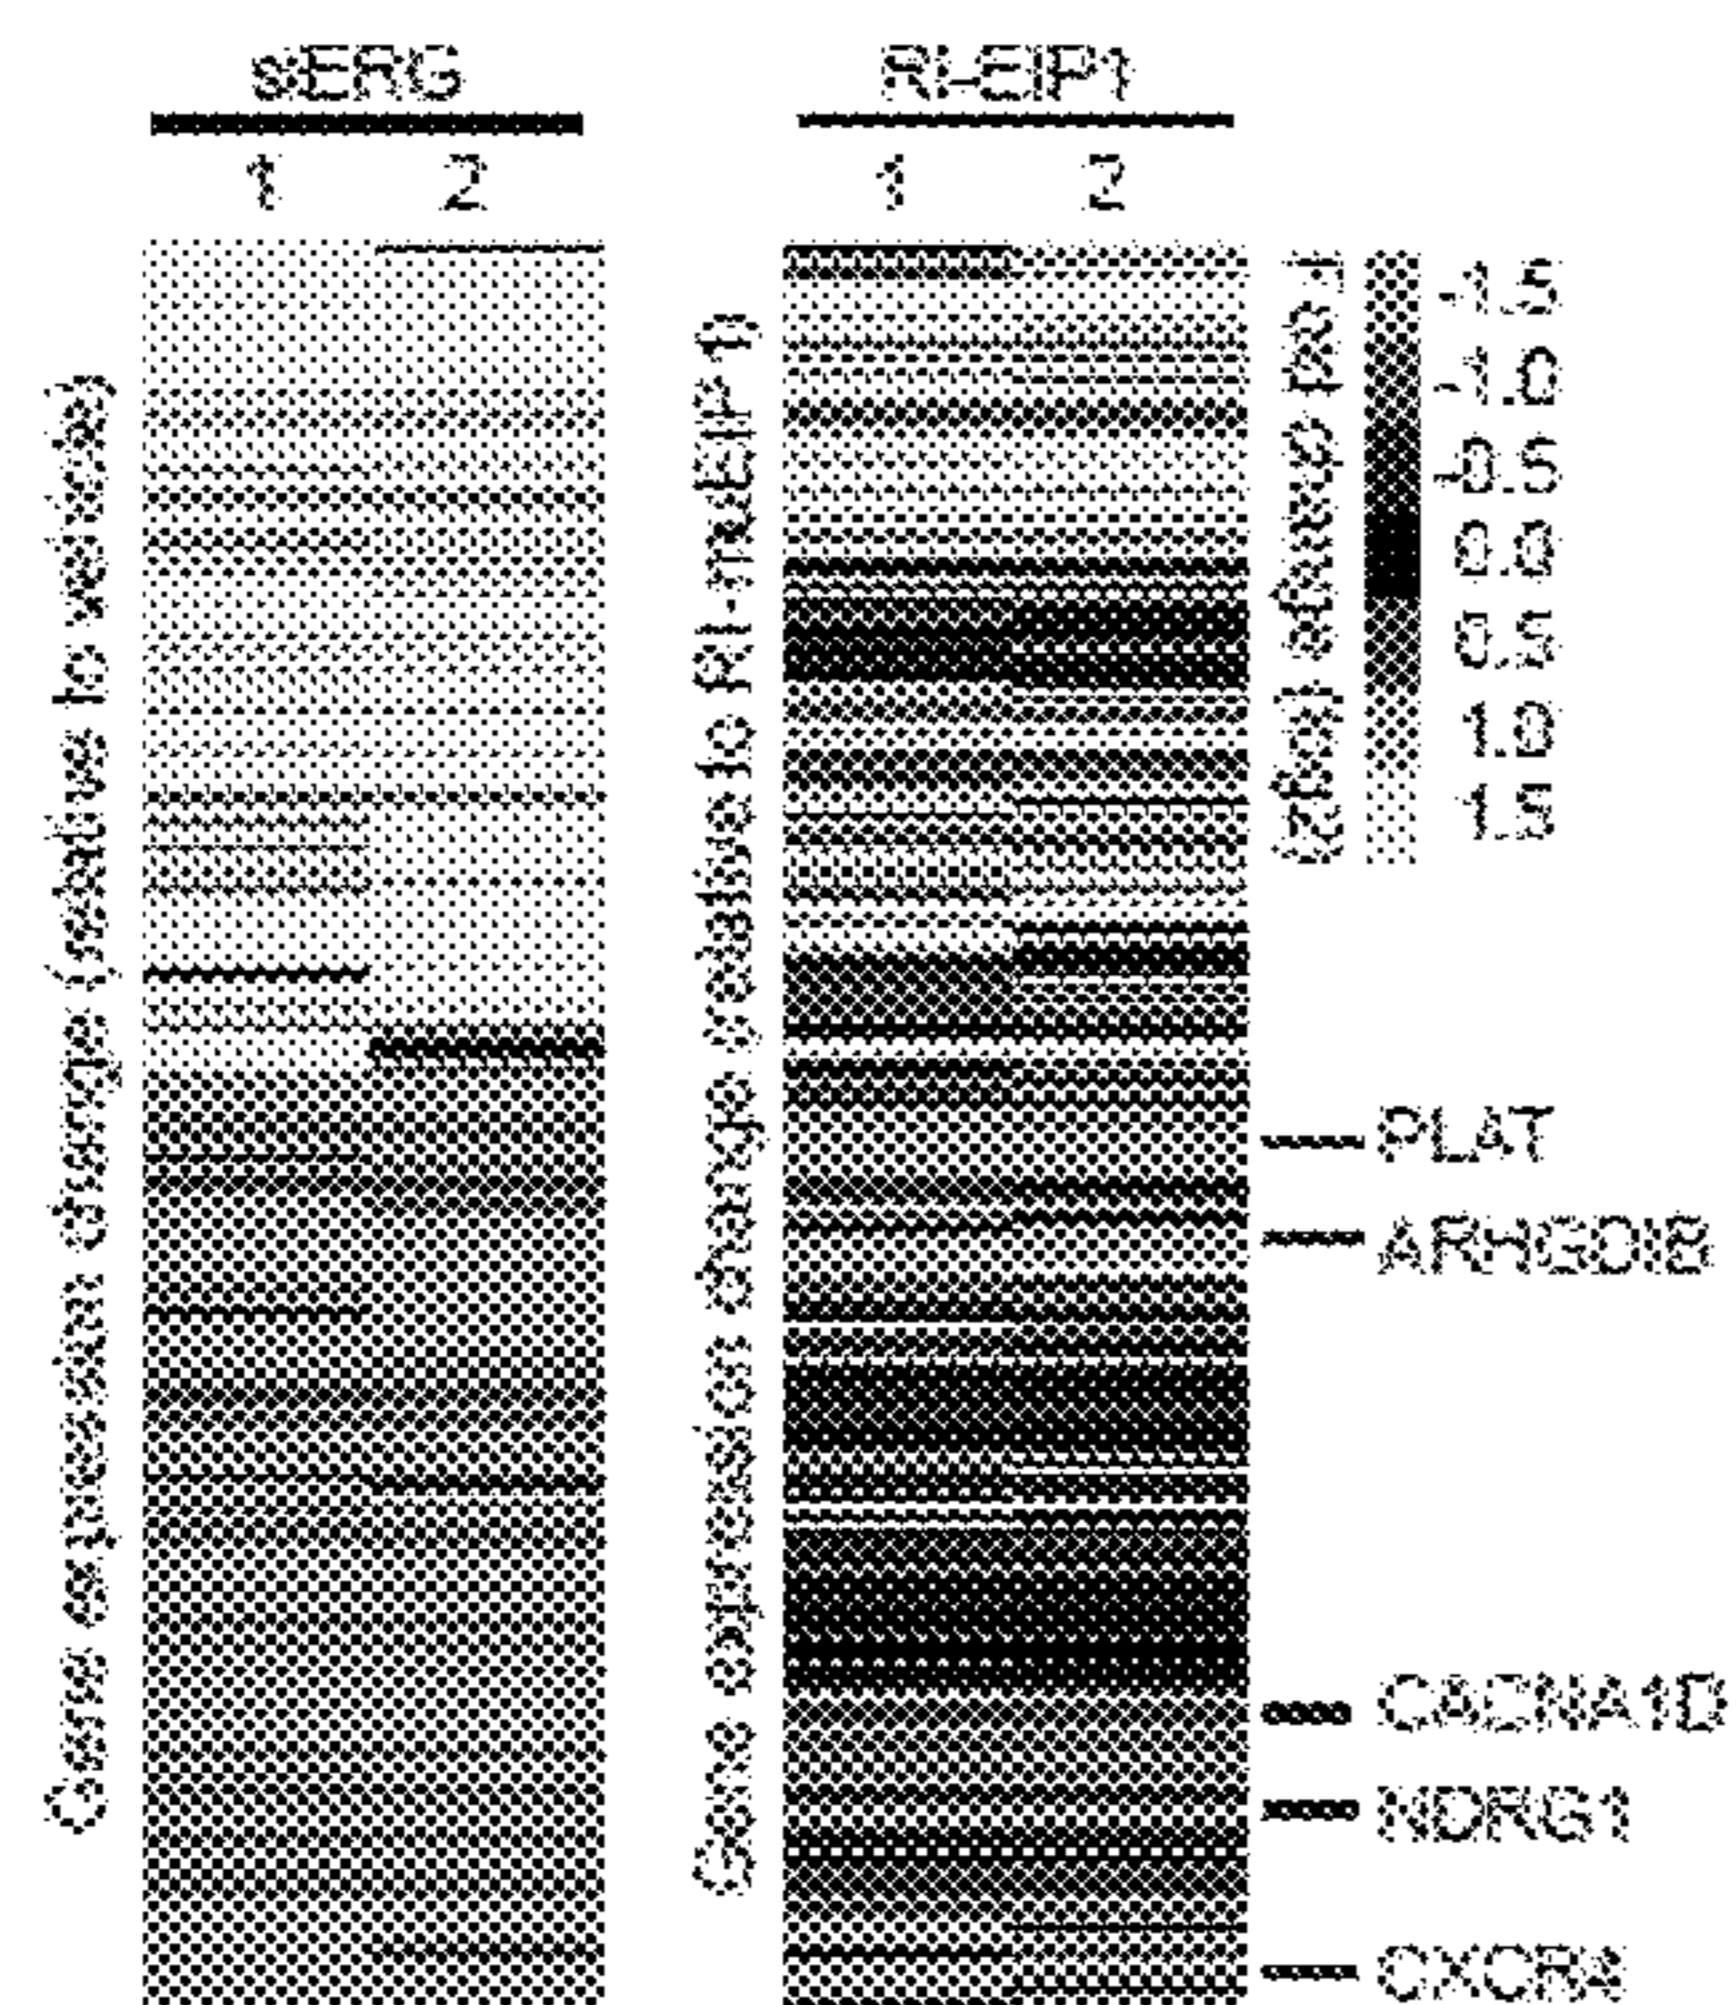 siERG
RI-EIP1
1 2
1 2
Gene expression change (relative to vehicle)
Gene expression change (relative to RI-mutEIP1)
Fold change (log2)
-1.5
-1.0
-0.5
0.0
0.5
1.0
1.5
PLAT
ARHGDIB
CACNA1D
NDRG1
CXCR4